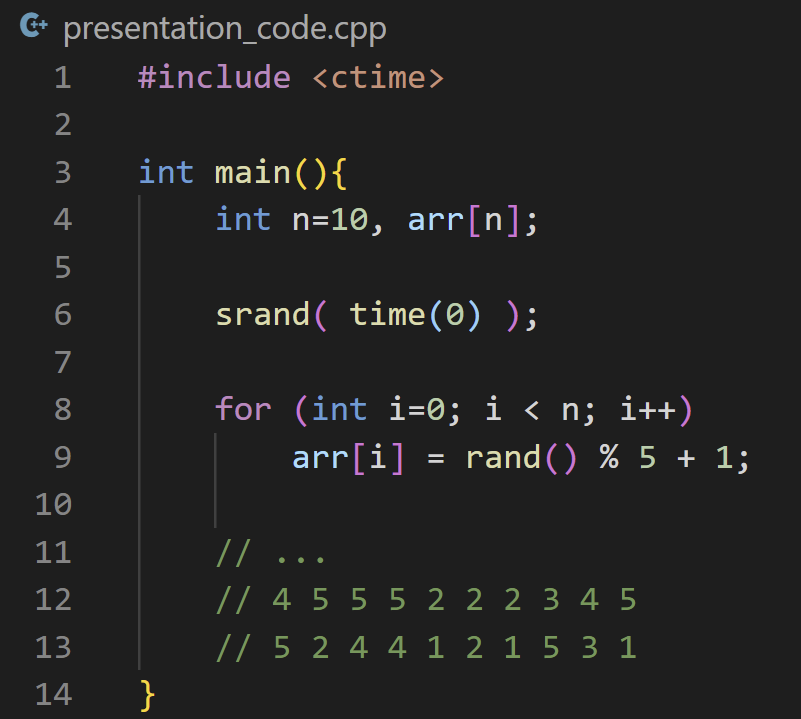 presentation_code.cpp
1 #include <ctime>
2
3 int main(){
4     int n=10, arr[n];
5
6     srand( time(0) );
7
8     for (int i=0; i < n; i++)
9         arr[i] = rand() % 5 + 1;
10
11     // ...
12     // 4 5 5 5 2 2 2 3 4 5
13     // 5 2 4 4 1 2 1 5 3 1
14 }